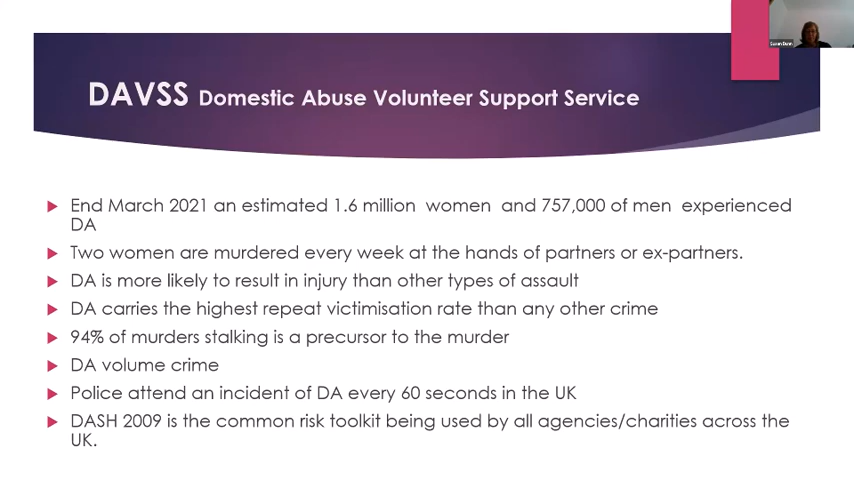 DAVSS Domestic Abuse Volunteer Support Service
End March 2021 an estimated 1.6 million women and 757,000 of men experienced
DA
Two women are murdered every week at the hands of partners or ex-partners.
DA is more likely to result in injury than other types of assault
DA carries the highest repeat victimisation rate than any other crime
94% of murders stalking is a precursor to the murder
DA volume crime
Police attend an incident of DA every 60 seconds in the UK
DASH 2009 is the common risk toolkit being used by all agencies/charities across the
UK.